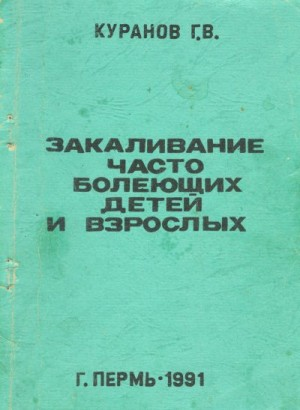 КУРАНОВ Г.В.
ЗАКАЛИВАНИЕ
ЧАСТО
БОЛЕЮЩИХ
ДЕТЕЙ
И ВЗРОСЛЫХ
Г. ПЕРМЬ·1991